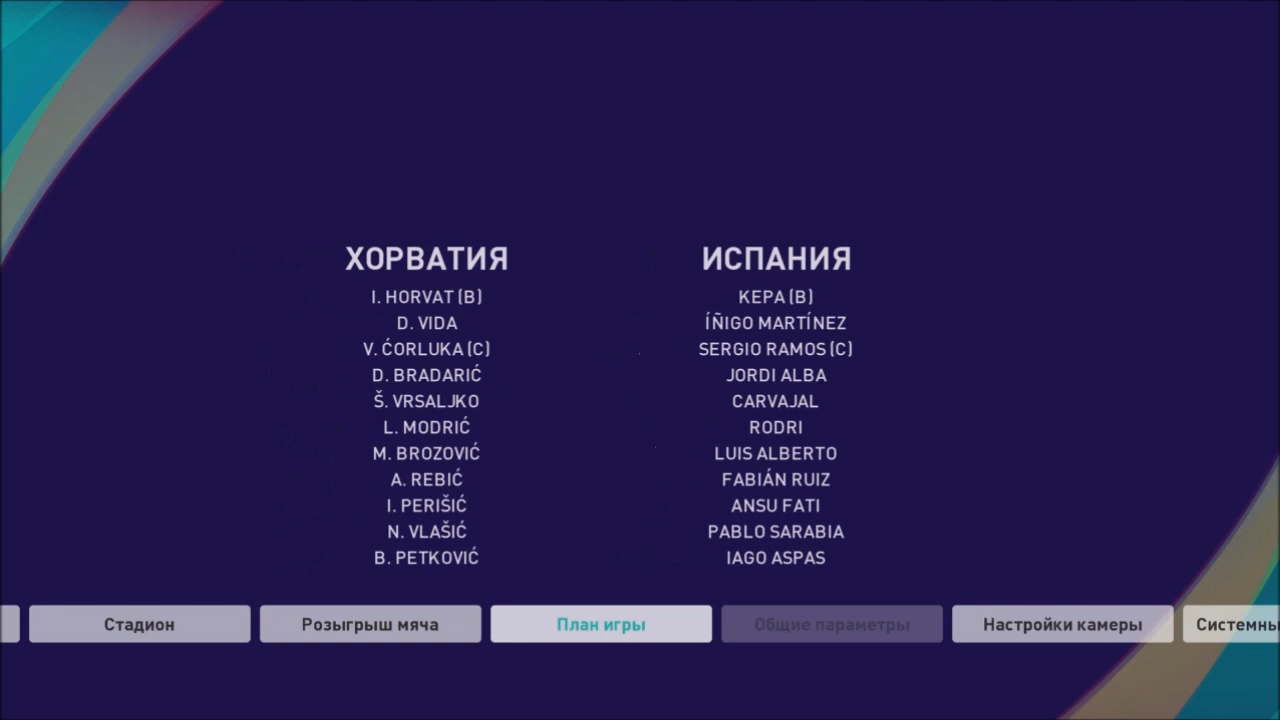 ХОРВАТИЯ
I. HORVAT (В)
D. VIDA
V. ĆORLUKA (C)
D. BRADARIĆ
Š. VRSALJKO
L. MODRIĆ
M. BROZOVIĆ
A. REBIĆ
I. PERIŠIĆ
N. VLAŠIĆ
B. PETKOVIĆ
ИСПАНИЯ
KEPA (В)
ÍÑIGO MARTÍNEZ
SERGIO RAMOS (C)
JORDI ALBA
CARVAJAL
RODRI
LUIS ALBERTO
FABIÁN RUIZ
ANSU FATI
PABLO SARABIA
IAGO ASPAS
Стадион
Розыгрыш мяча
План игры
Общие параметры
Настройки камеры
Системны